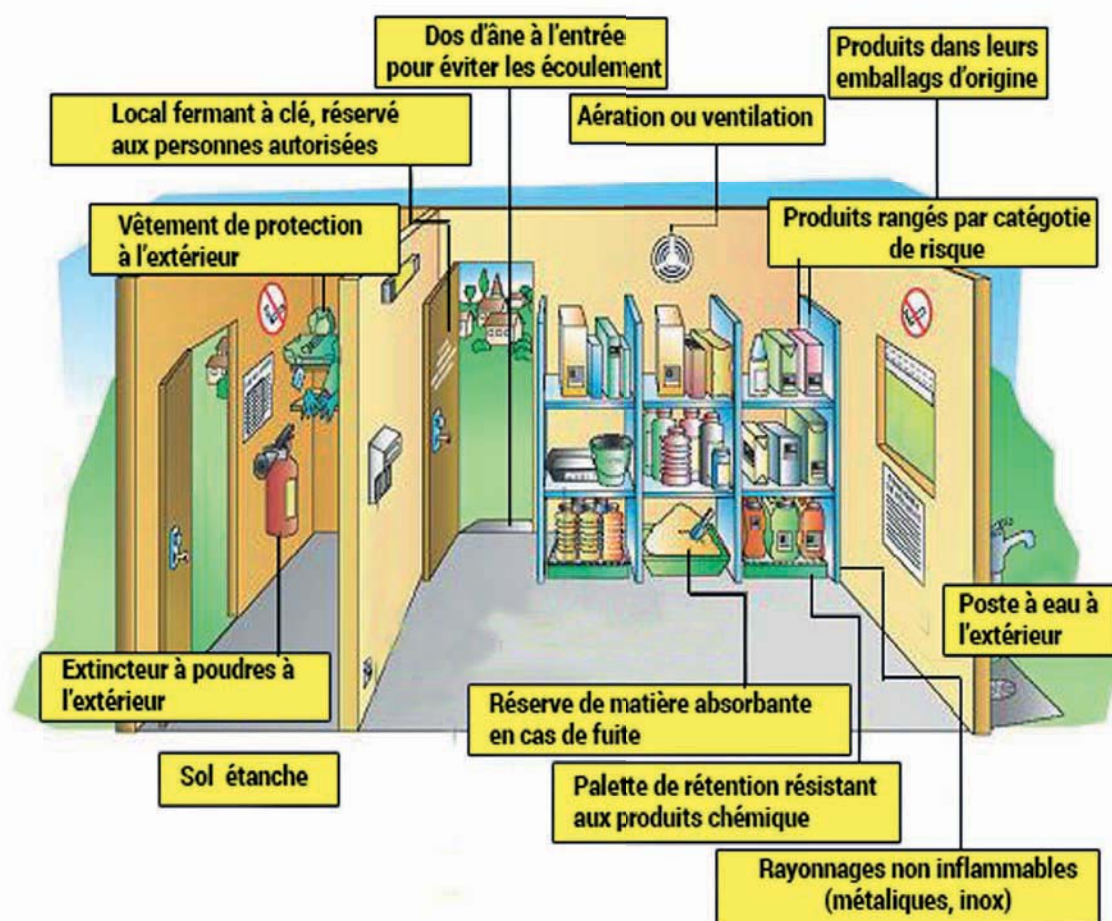 Dos d'âne à l'entrée
pour éviter les écoulement
Produits dans leurs
emballags d'origine
Local fermant à clé, réservé
aux personnes autorisées
Aération ou ventilation
Vêtement de protection
à l'extérieur
Produits rangés par catégotie
de risque
Poste à eau à
l'extérieur
Extincteur à poudres à
l'extérieur
Réserve de matière absorbante
en cas de fuite
Sol étanche
Palette de rétention résistant
aux produits chémique
Rayonnages non inflammables
(métaliques, inox)